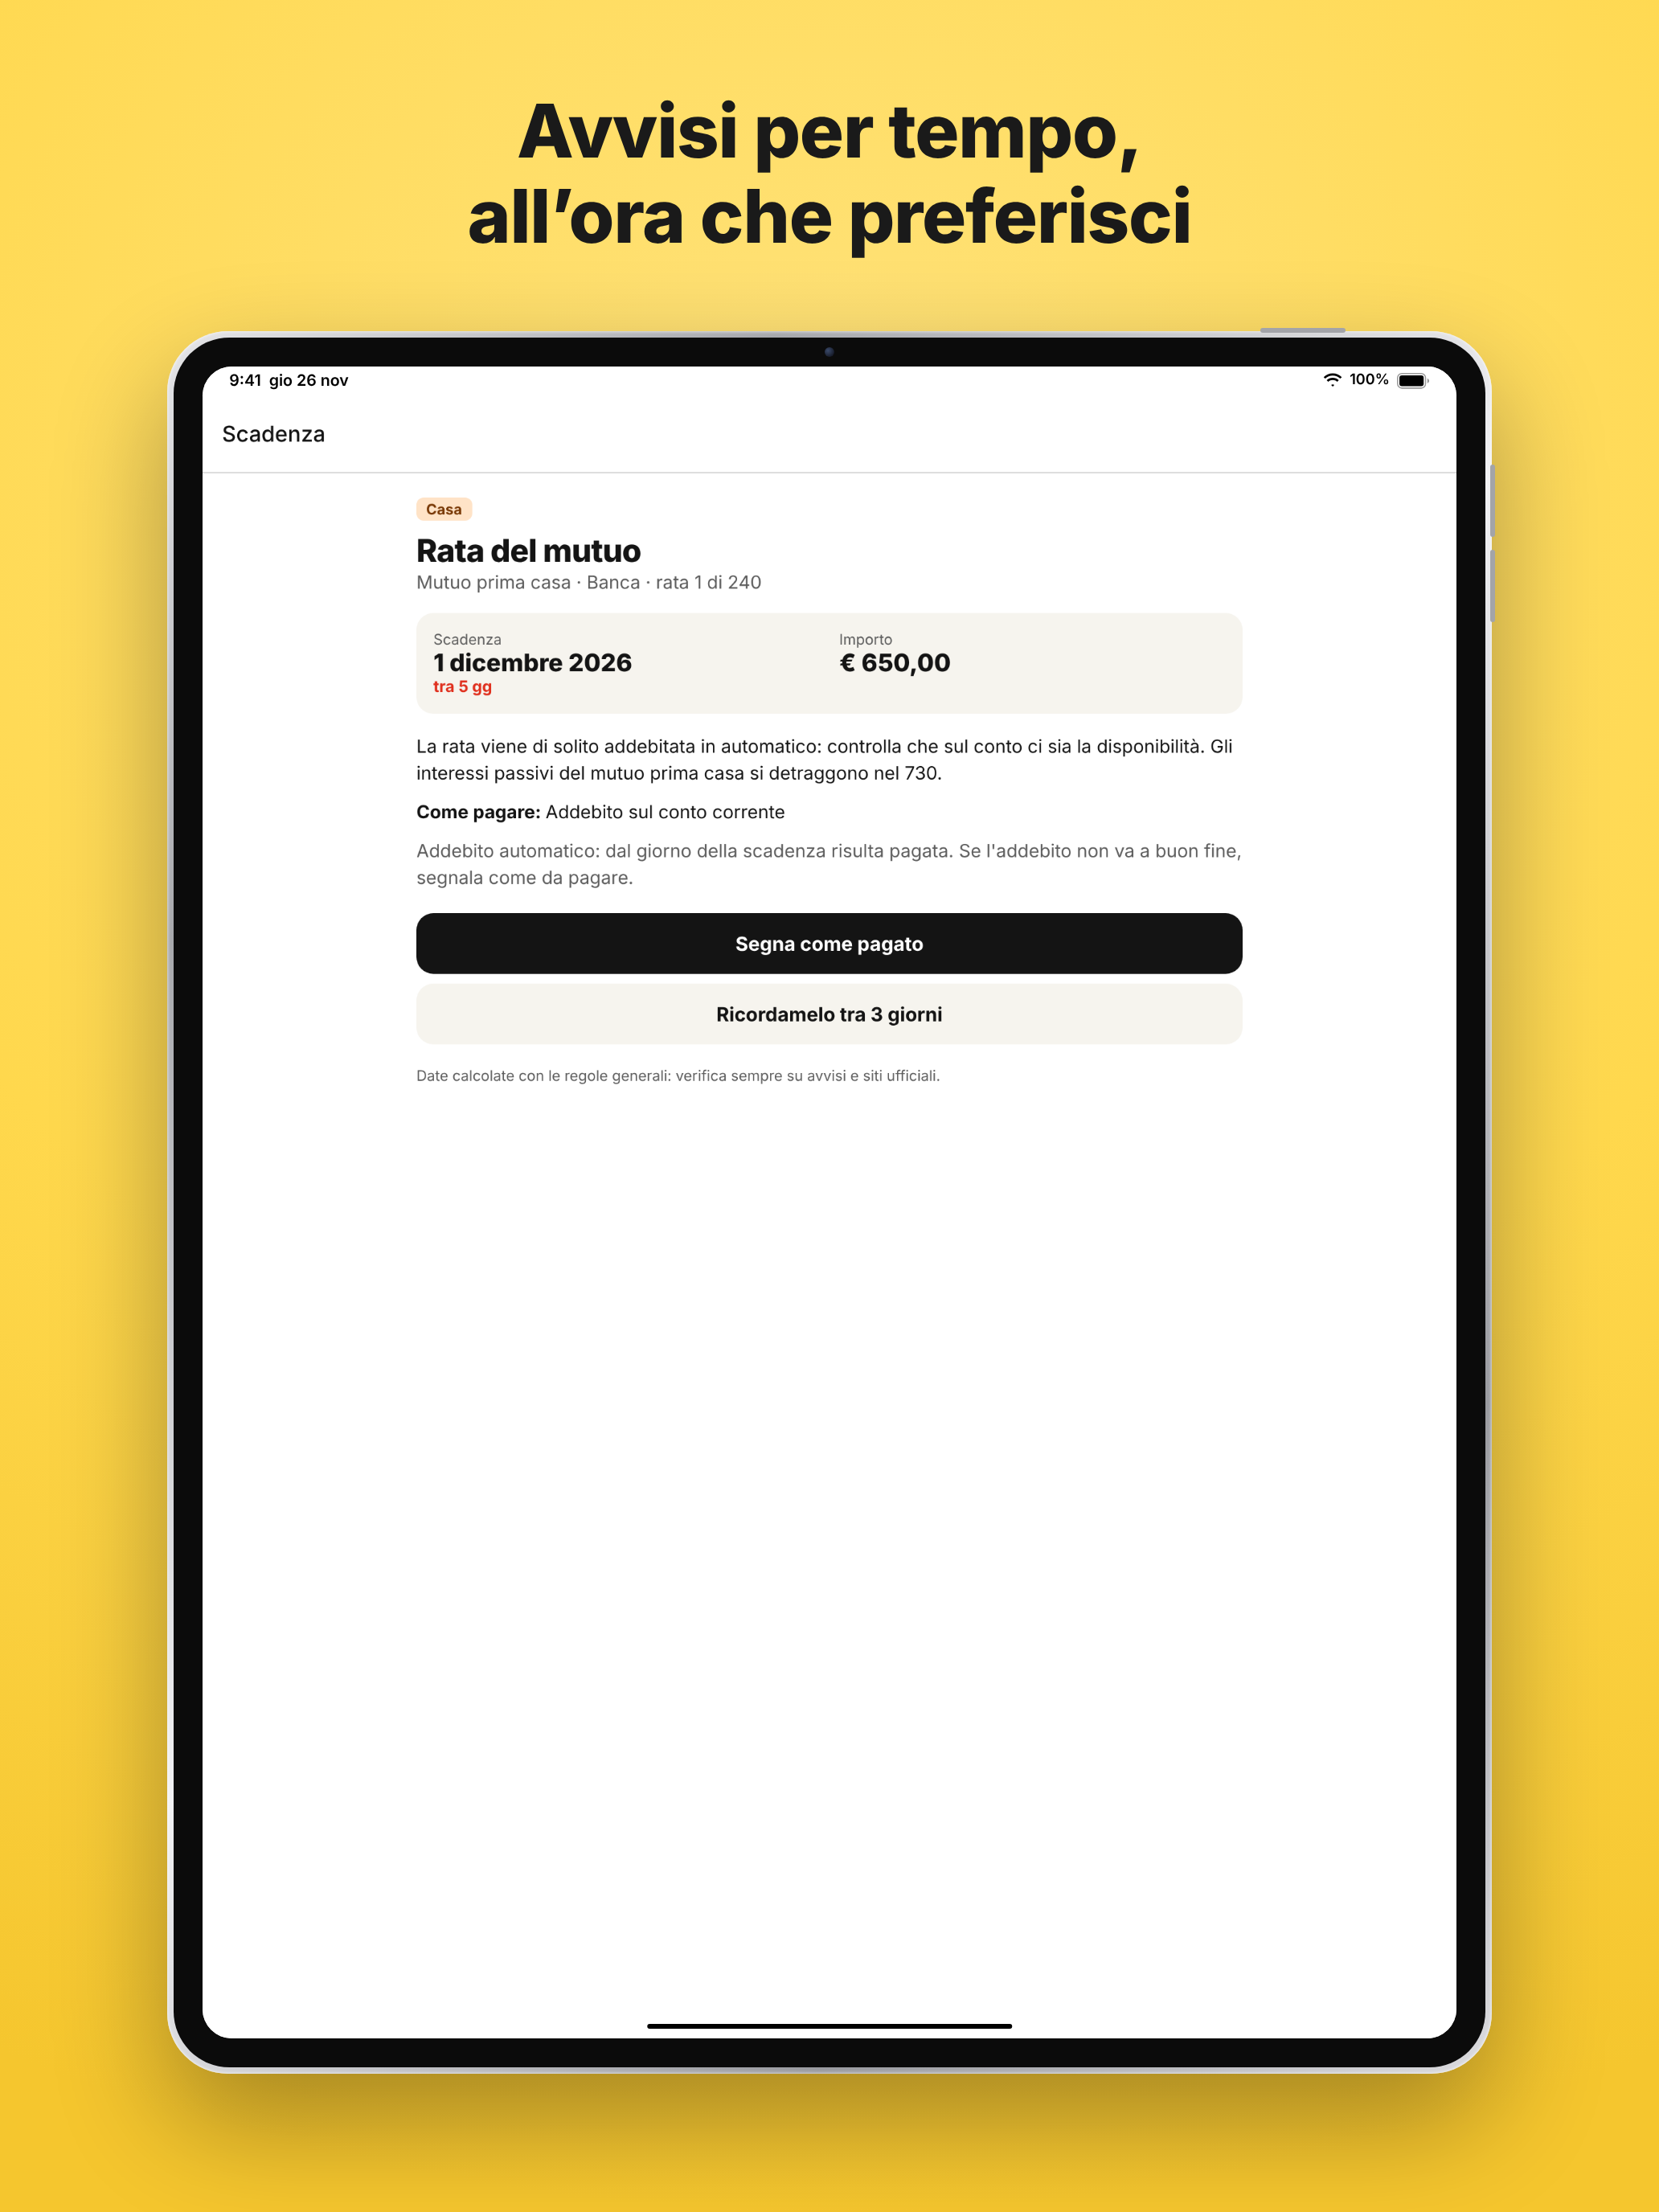 Avvisi per tempo,
all’ora che preferisci
9:41 gio 26 nov
100%
Scadenza
Casa
Rata del mutuo
Mutuo prima casa · Banca · rata 1 di 240
Scadenza
1 dicembre 2026
tra 5 gg
Importo
€ 650,00
La rata viene di solito addebitata in automatico: controlla che sul conto ci sia la disponibilità. Gli
interessi passivi del mutuo prima casa si detraggono nel 730.
Come pagare: Addebito sul conto corrente
Addebito automatico: dal giorno della scadenza risulta pagata. Se l'addebito non va a buon fine,
segnala come da pagare.
Segna come pagato
Ricordamelo tra 3 giorni
Date calcolate con le regole generali: verifica sempre su avvisi e siti ufficiali.